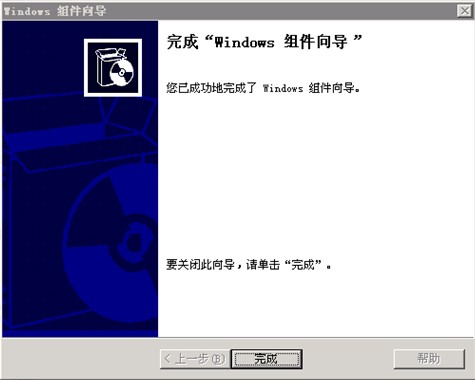 Windows 组件向导
完成“Windows 组件向导 ”
您已成功地完成了 Windows 组件向导。
要关闭此向导，请单击“完成”。
< 上一步(B) 完成 帮助